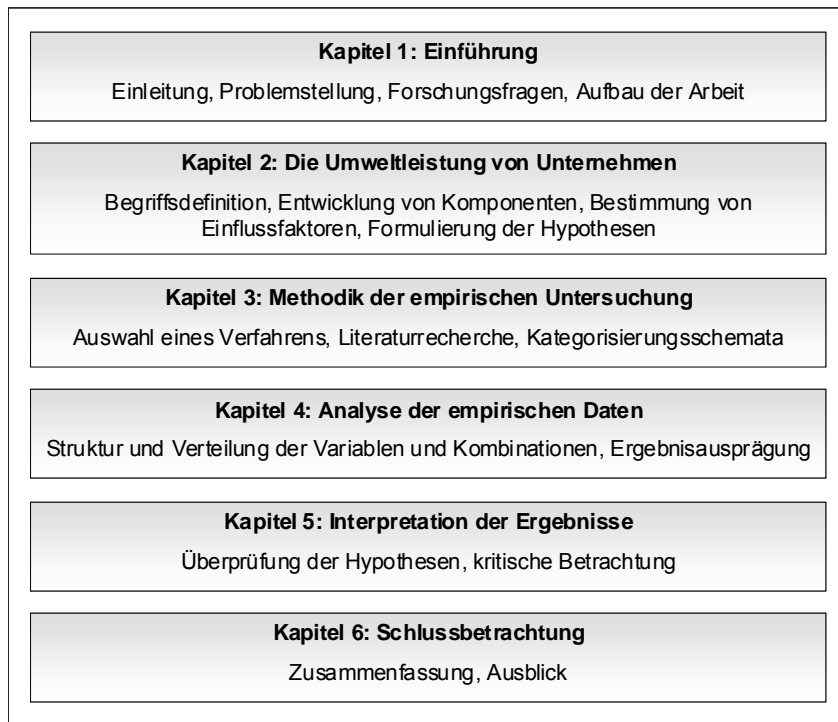 Kapitel 1: Einführung
Einleitung, Problemstellung, Forschungsfragen, Aufbau der Arbeit
Kapitel 2: Die Umweltleistung von Unternehmen
Begriffsdefinition, Entwicklung von Komponenten, Bestimmung von
Einflussfaktoren, Formulierung der Hypothesen
Kapitel 3: Methodik der empirischen Untersuchung
Auswahl eines Verfahrens, Literaturrecherche, Kategorisierungsschemata
Kapitel 4: Analyse der empirischen Daten
Struktur und Verteilung der Variablen und Kombinationen, Ergebnisausprägung
Kapitel 5: Interpretation der Ergebnisse
Überprüfung der Hypothesen, kritische Betrachtung
Kapitel 6: Schlussbetrachtung
Zusammenfassung, Ausblick